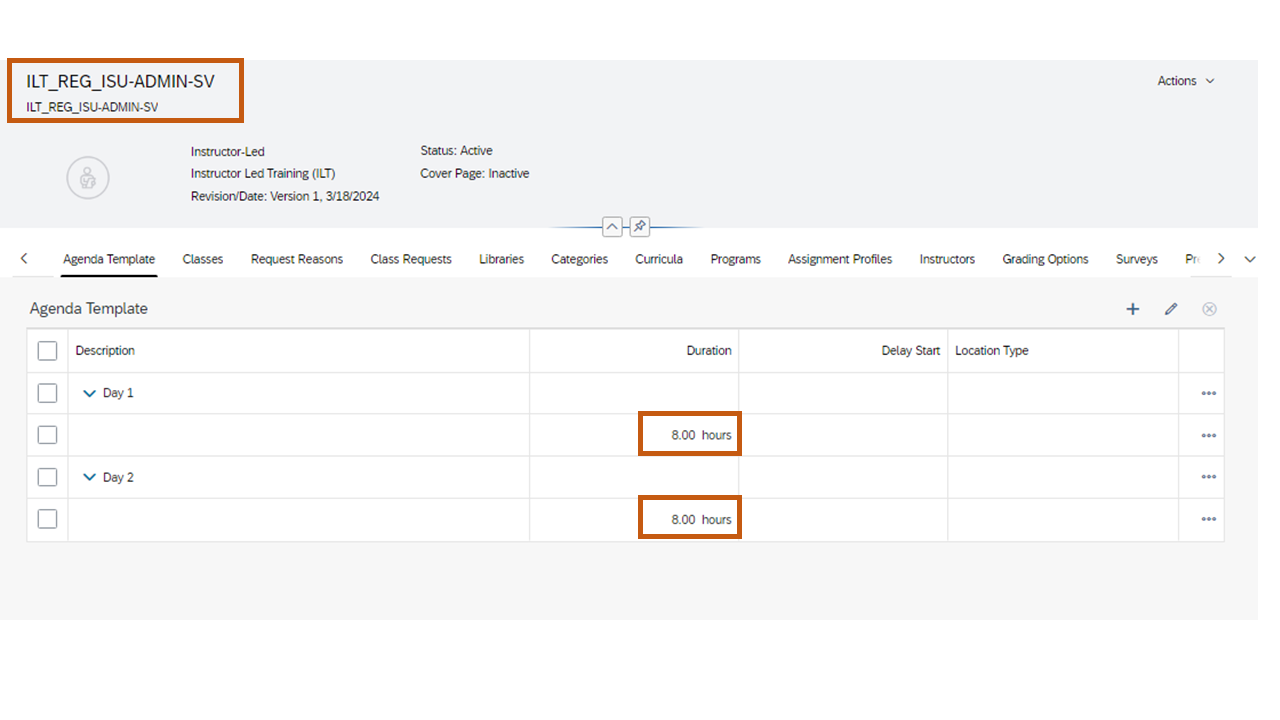 ILT_REG_ISU-ADMIN-SV
ILT_REG_ISU-ADMIN-SV
Actions
Instructor-Led
Instructor Led Training (ILT)
Revision/Date: Version 1, 3/18/2024
Status: Active
Cover Page: Inactive
Agenda Template Classes Request Reasons Class Requests Libraries Categories Curricula Programs Assignment Profiles Instructors Grading Options Surveys
Agenda Template
Description Duration Delay Start Location Type
Day 1
8.00 hours
Day 2
8.00 hours